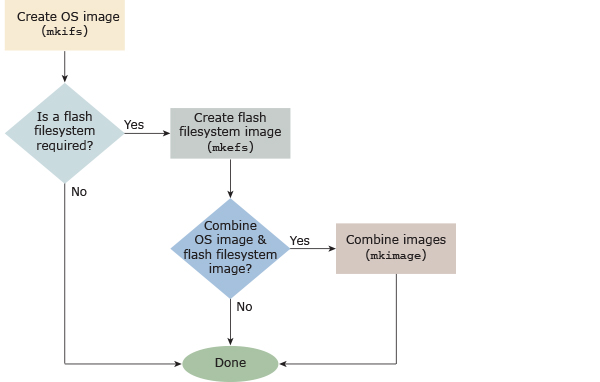 Create OS image
(mkifs)
Is a flash
filesystem
required?
Yes
No
Create flash
filesystem image
(mkefs)
Combine
OS image &
flash filesystem
image?
Yes
No
Combine images
(mkimage)
Done